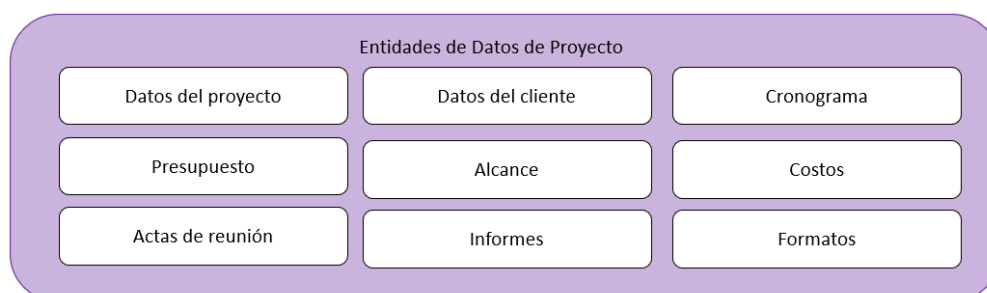 Entidades de Datos de Proyecto
Datos del proyecto
Datos del cliente
Cronograma
Presupuesto
Alcance
Costos
Actas de reunión
Informes
Formatos